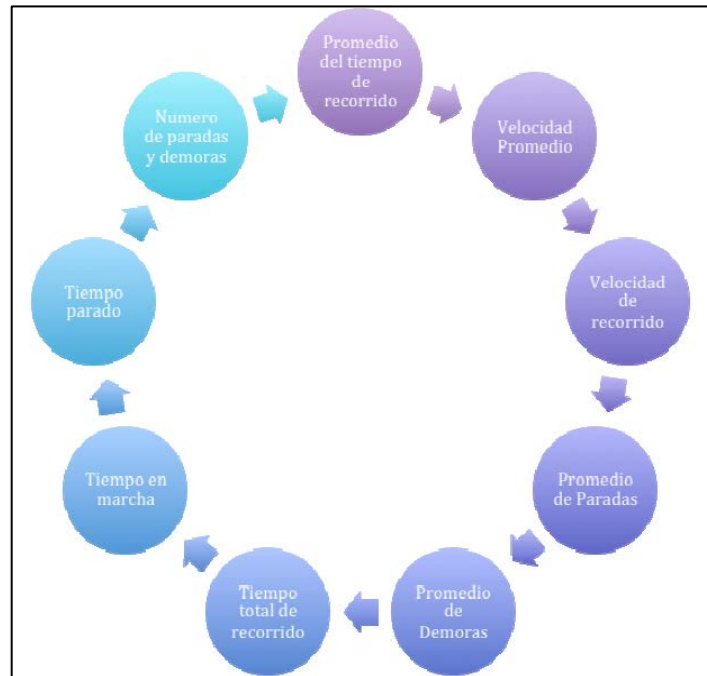 Promedio
del tiempo
de
recorrido
Velocidad
Promedio
Velocidad
de
recorrido
Promedio
de Paradas
Promedio
de
Demoras
Tiempo
total de
recorrido
Tiempo en
marcha
Tiempo
parado
Numero
de paradas
y demoras